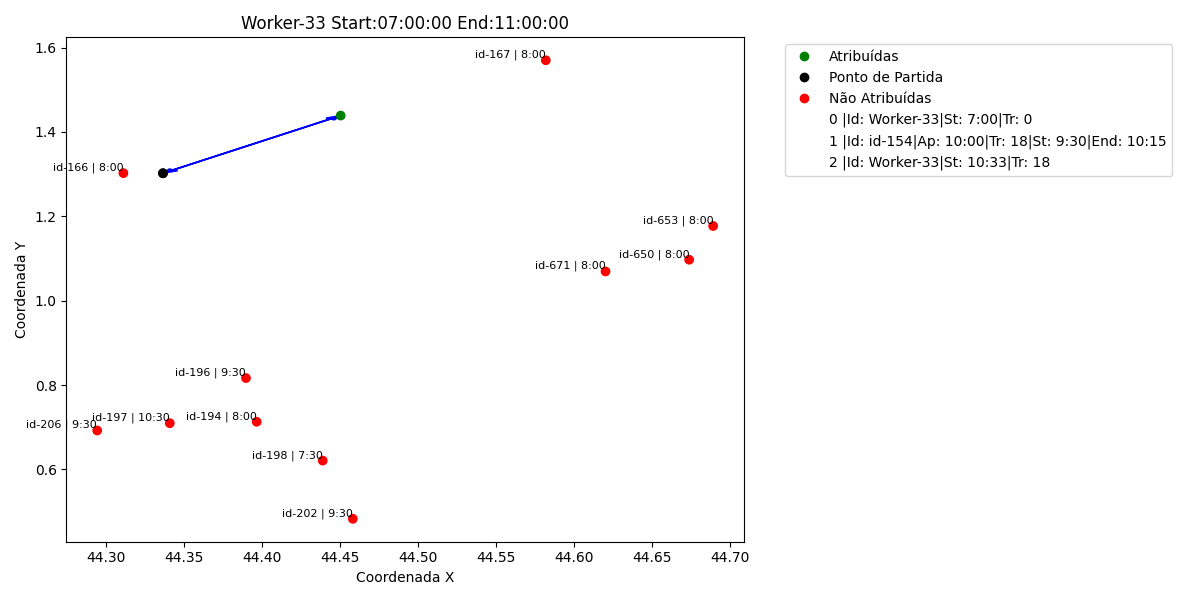 Worker-33 Start:07:00:00 End:11:00:00
1.6
1.4
1.2
1.0
0.8
0.6
Coordenada Y
id-167 | 8:00
id-166 | 8:00
id-653 | 8:00
id-650 | 8:00
id-671 | 8:00
id-196 | 9:30
id-197 | 10:30
id-194 | 8:00
id-206 | 9:30
id-198 | 7:30
id-202 | 9:30
44.30
44.35
44.40
44.45
44.50
44.55
44.60
44.65
44.70
Coordenada X
Atribuídas
Ponto de Partida
Não Atribuídas
0 |Id: Worker-33|St: 7:00|Tr: 0
1 |Id: id-154|Ap: 10:00|Tr: 18|St: 9:30|End: 10:15
2 |Id: Worker-33|St: 10:33|Tr: 18